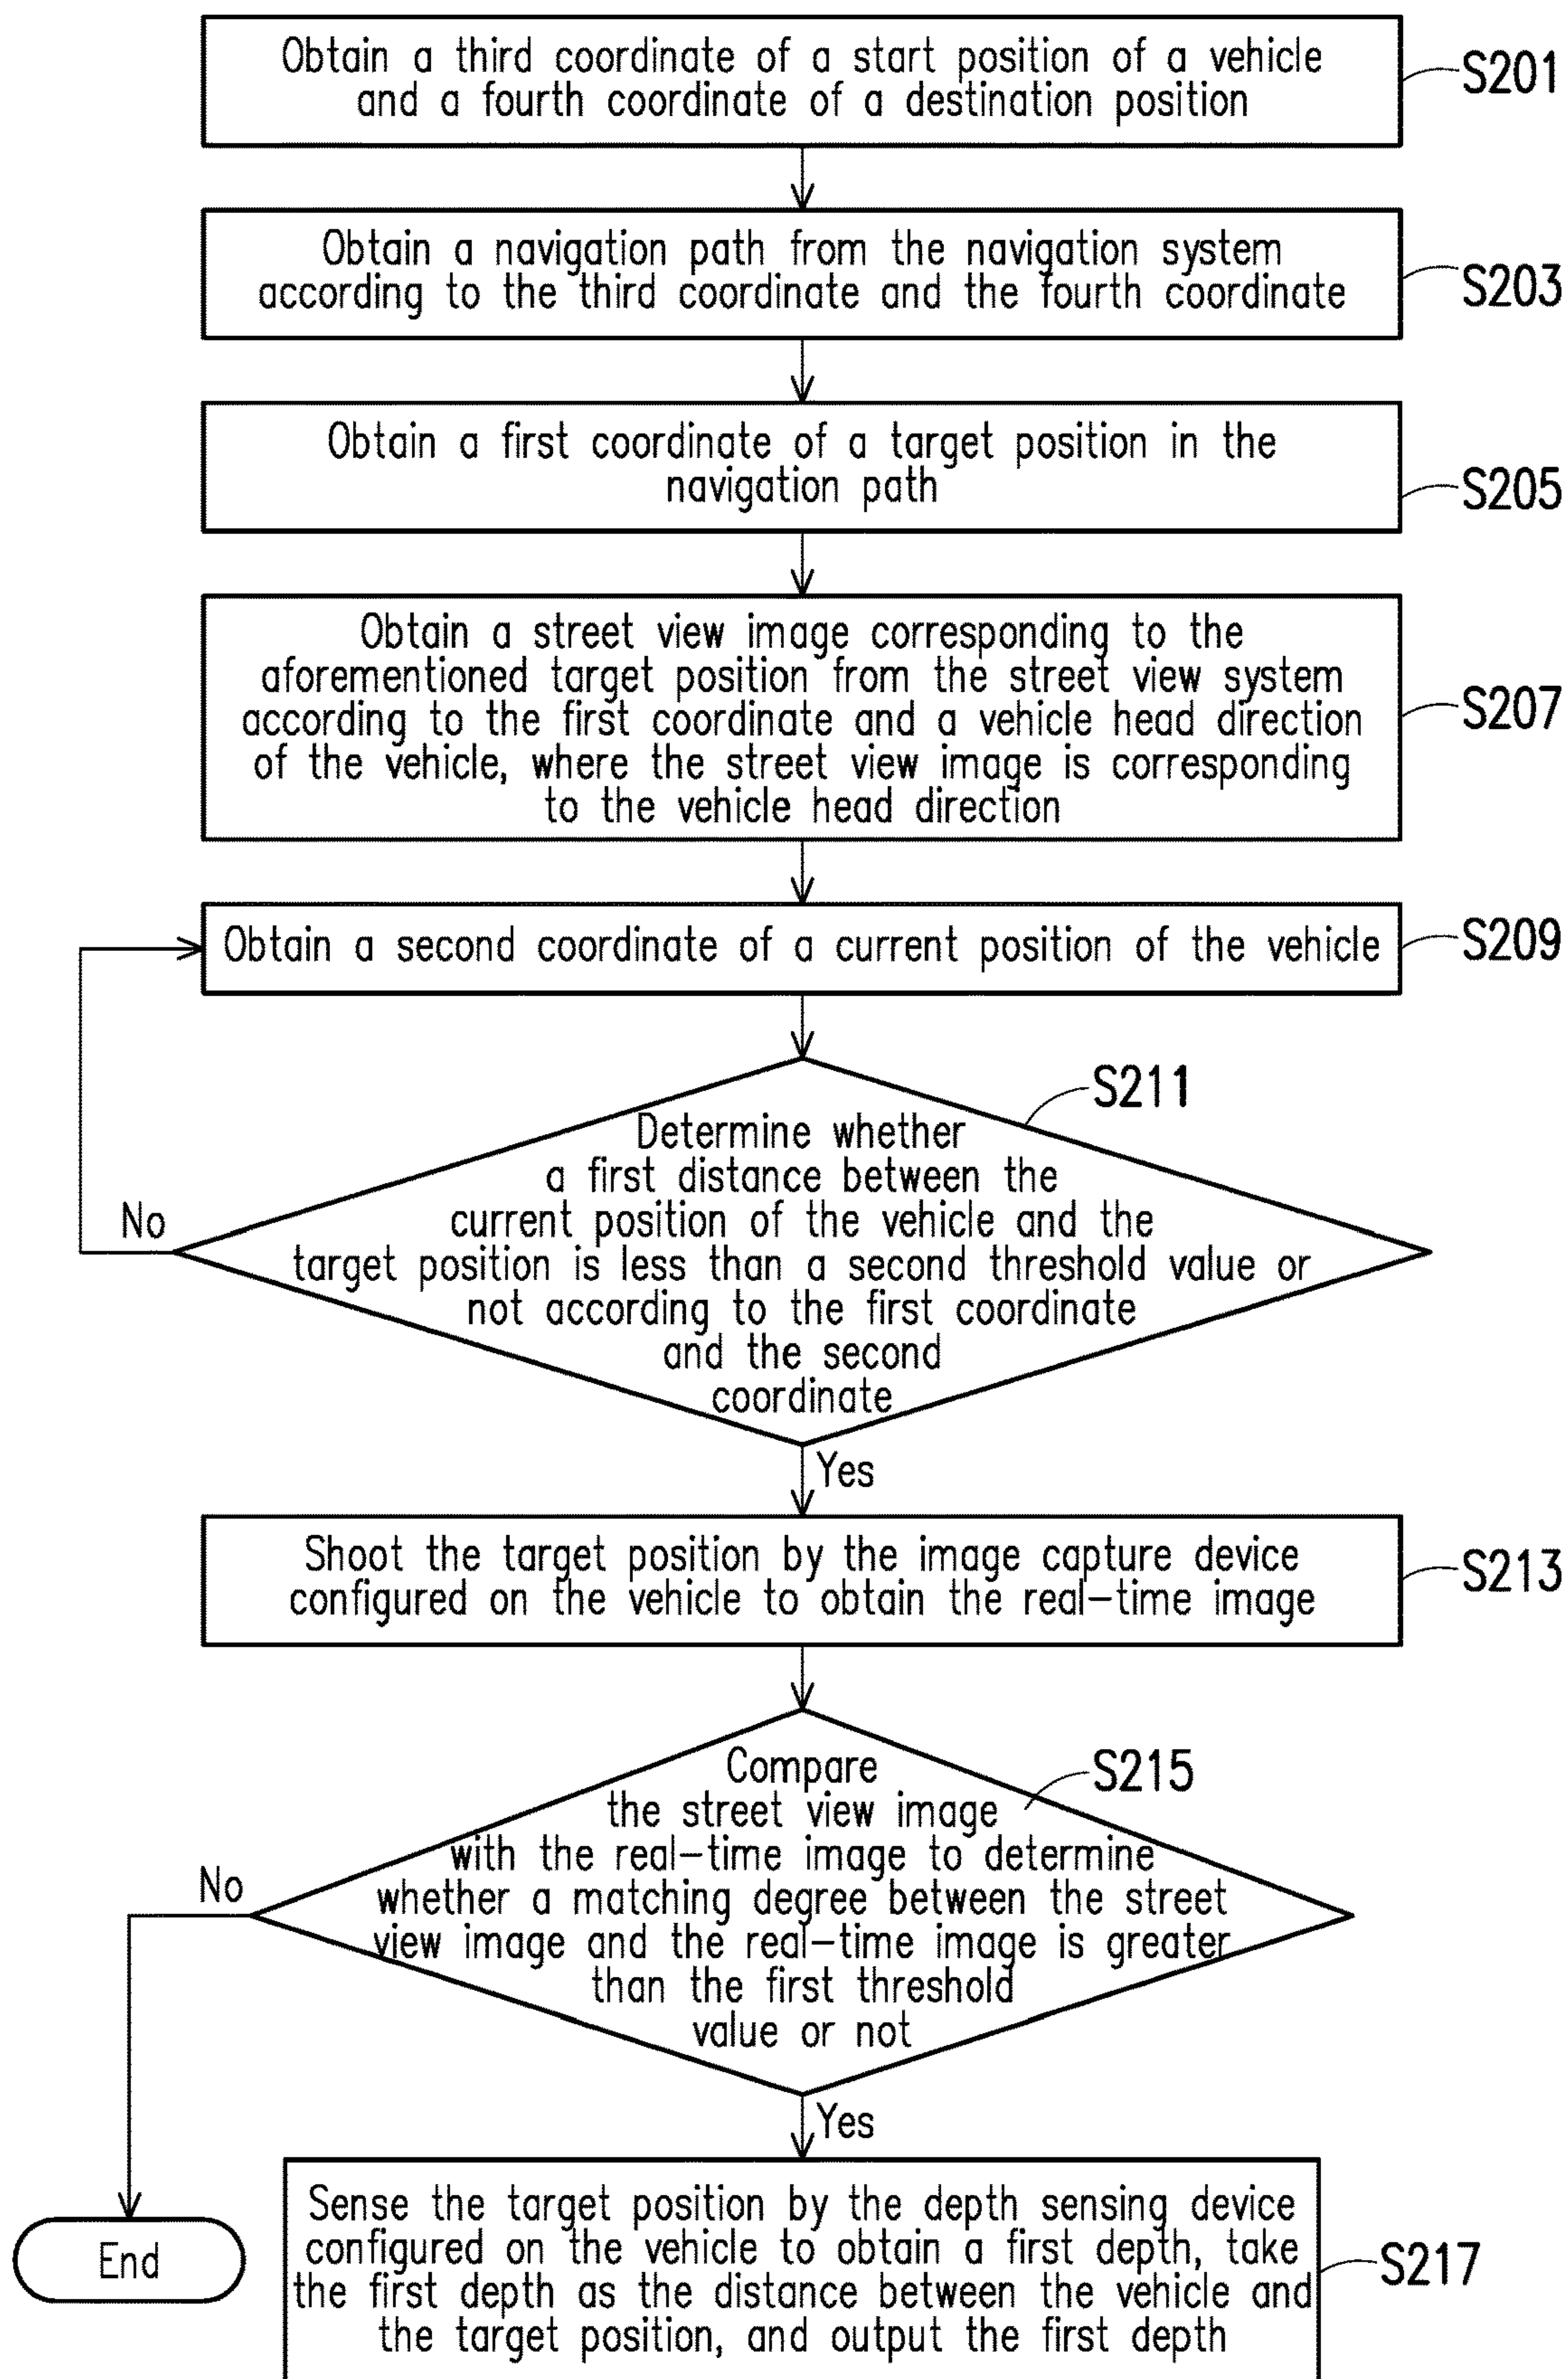 Obtain a third coordinate of a start position of a vehicle
and a fourth coordinate of a destination position
S201
Obtain a navigation path from the navigation system
according to the third coordinate and the fourth coordinate
S203
Obtain a first coordinate of a target position in the
navigation path
S205
Obtain a street view image corresponding to the
aforementioned target position from the street view system
according to the first coordinate and a vehicle head direction
of the vehicle, where the street view image is corresponding
to the vehicle head direction
S207
Obtain a second coordinate of a current position of the vehicle
S209
S211
Determine whether
a first distance between the
current position of the vehicle and the
target position is less than a second threshold value or
not according to the first coordinate
and the second
coordinate
No
Yes
Shoot the target position by the image capture device
configured on the vehicle to obtain the real-time image
S213
S215
Compare
the street view image
with the real-time image to determine
whether a matching degree between the street
view image and the real-time image is greater
than the first threshold
value or not
No
Yes
End
Sense the target position by the depth sensing device
configured on the vehicle to obtain a first depth, take
the first depth as the distance between the vehicle and
the target position, and output the first depth
S217